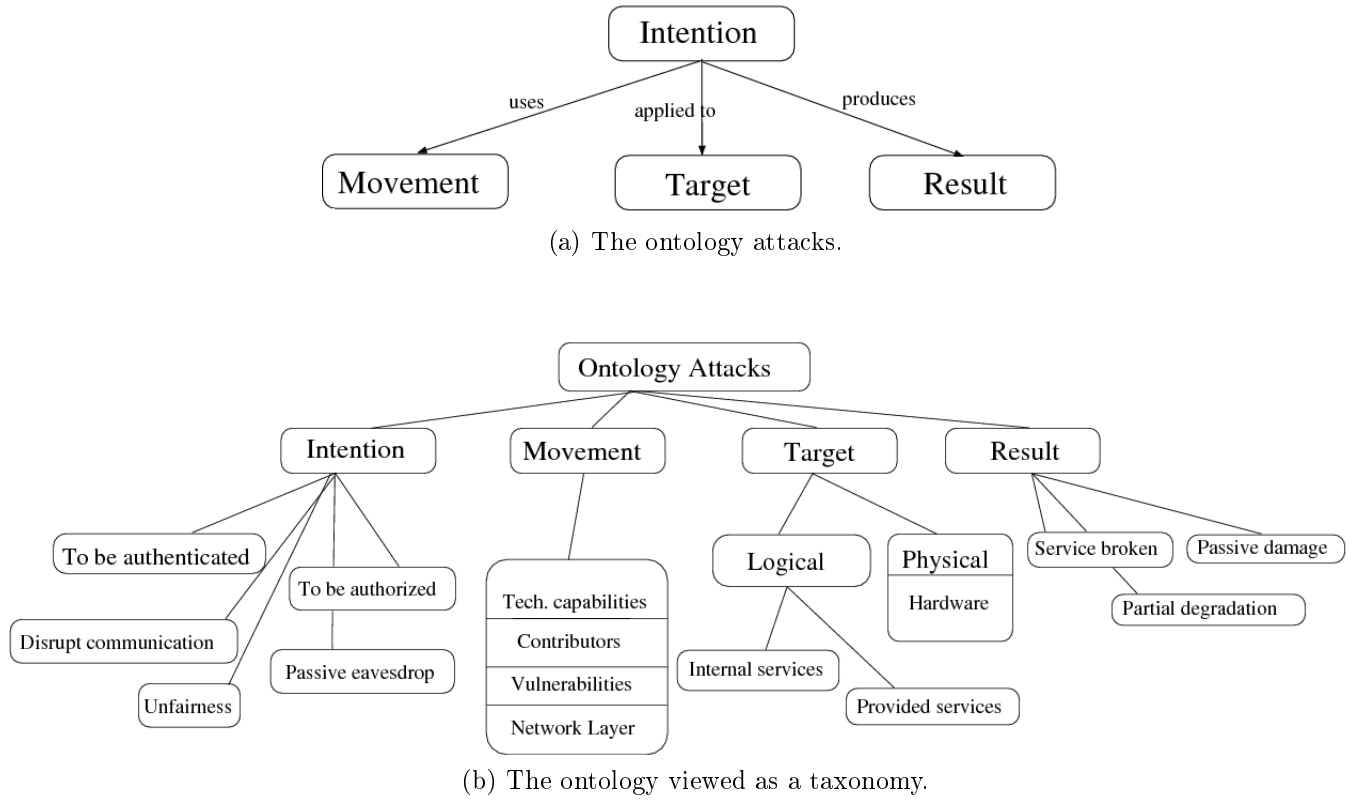 Intention
uses
applied to
produces
Movement
Target
Result
(a) The ontology attacks.
Ontology Attacks
Intention
Movement
Target
Result
To be authenticated
To be authorized
Disrupt communication
Passive eavesdrop
Unfairness
Tech. capabilities
Contributors
Vulnerabilities
Network Layer
Logical
Physical
Hardware
Internal services
Provided services
Service broken
Passive damage
Partial degradation
(b) The ontology viewed as a taxonomy.